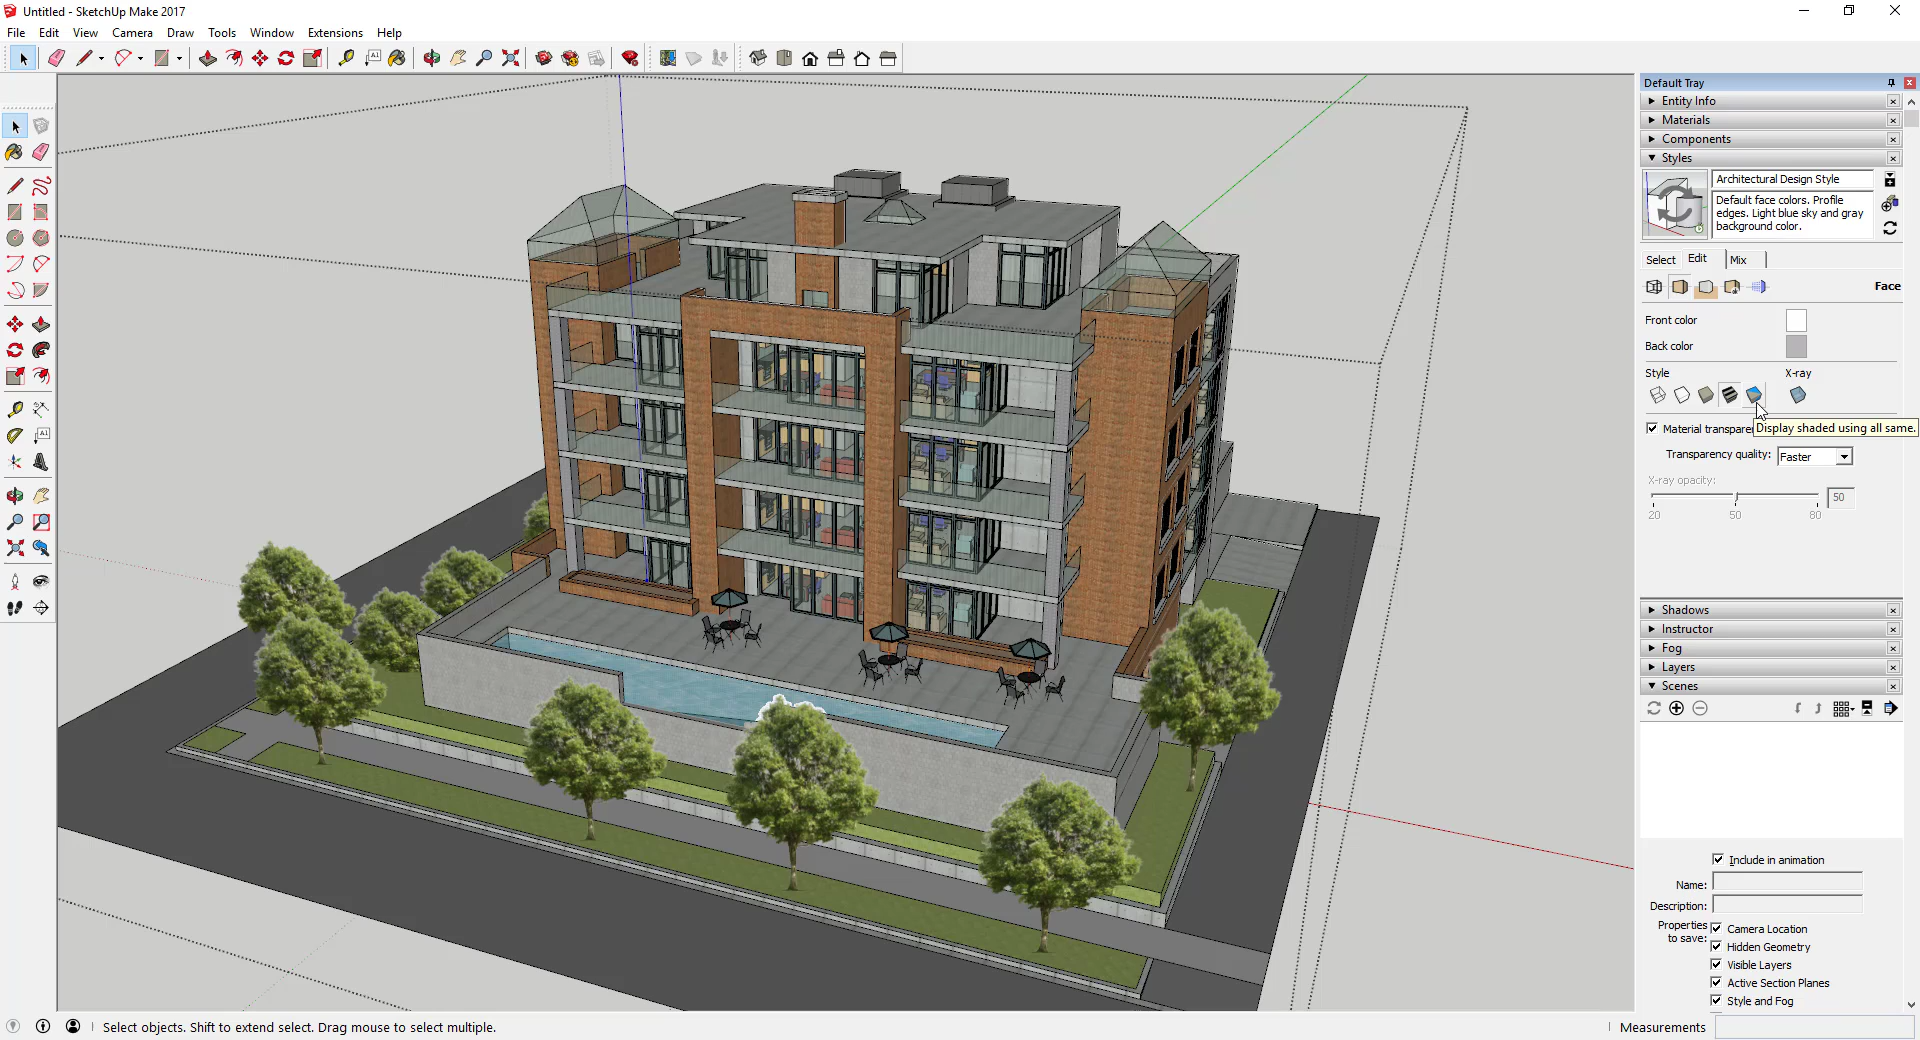 Untitled - SketchUp Make 2017
File Edit View Camera Draw Tools Window Extensions Help
Default Tray
Entity Info
Materials
Components
Styles
Architectural Design Style
Default face colors. Profile
edges. Light blue sky and gray
background color.
Select Edit Mix
Face
Front color
Back color
Style X-ray
Material transparen
Display shaded using all same.
Transparency quality: Faster
X-ray opacity:
50
20 50 80
Shadows
Instructor
Fog
Layers
Scenes
Include in animation
Name:
Description:
Properties
to save:
Camera Location
Hidden Geometry
Visible Layers
Active Section Planes
Style and Fog
Select objects. Shift to extend select. Drag mouse to select multiple.
Measurements